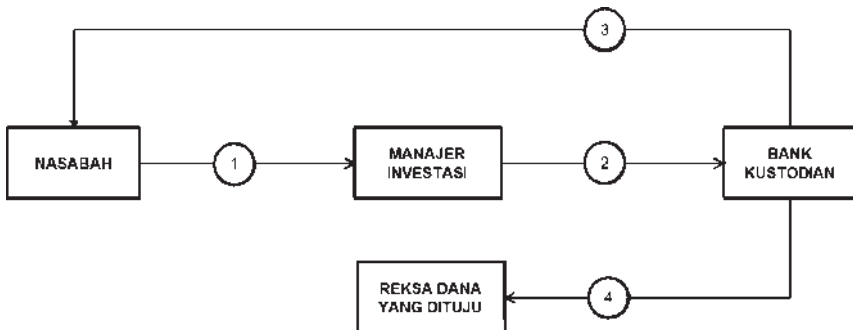 3
NASABAH
1
MANAJER
INVESTASI
2
BANK
KUSTODIAN
REKSA DANA
YANG DITUJU
4